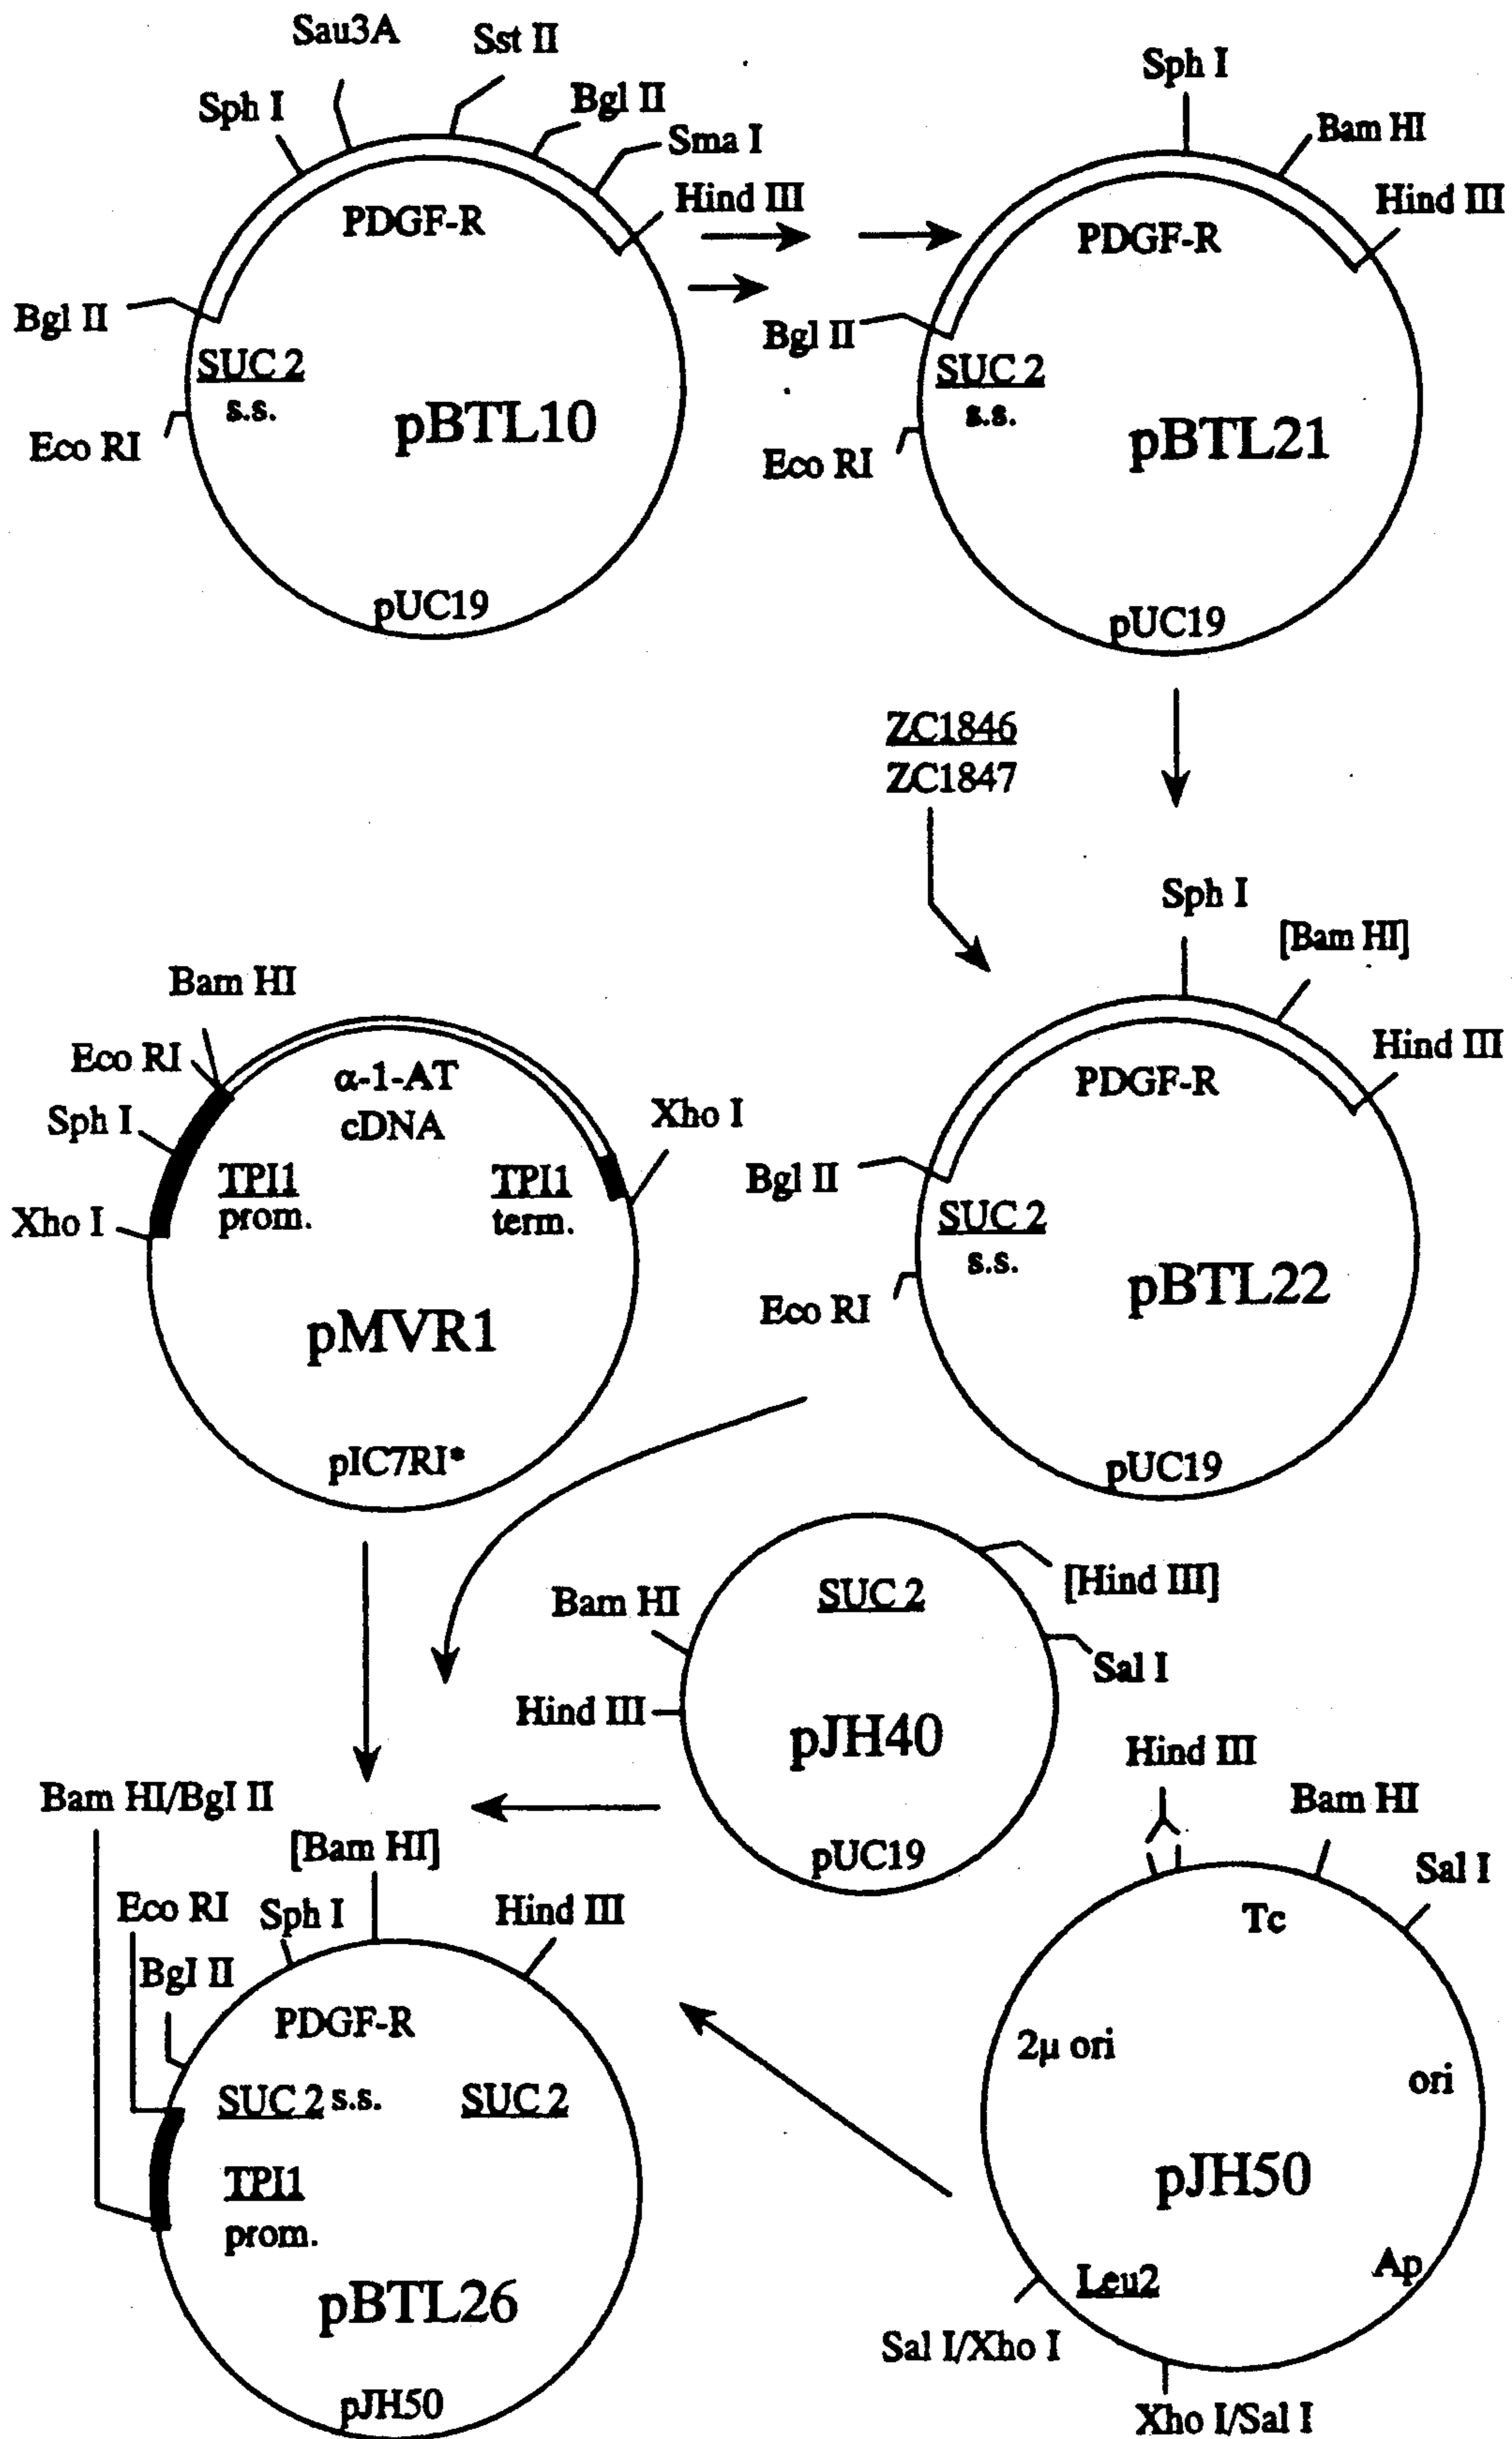 Sau3A
Sst II
Sph I
Bgl II
Sma I
Hind III
PDGF-R
Bgl II
SUC 2
s.s.
Eco RI
pBTL10
pUC19
Sph I
Bam HI
Hind III
PDGF-R
Bgl II
SUC 2
s.s.
Eco RI
pBTL21
pUC19
ZC1846
ZC1847
Sph I
[Bam HI]
Hind III
PDGF-R
Bgl II
SUC 2
s.s.
Eco RI
pBTL22
pUC19
Bam HI
Eco RI
Sph I
Xho I
α-1-AT
cDNA
TPI1
prom.
TPI1
term.
Xho I
pMVR1
pIC7RI*
SUC 2
[Hind III]
Bam HI
Sal I
Hind III
pJH40
pUC19
Hind III
Bam HI
Sal I
Tc
2μ ori
ori
pJH50
Leu2
Ap
Sal I/Xho I
Xho I/Sal I
Bam HI/BgI II
[Bam HI]
Eco RI
Sph I
Hind III
BgI II
PDGF-R
SUC 2 s.s.
SUC 2
TPI1
prom.
pBTL26
pJH50